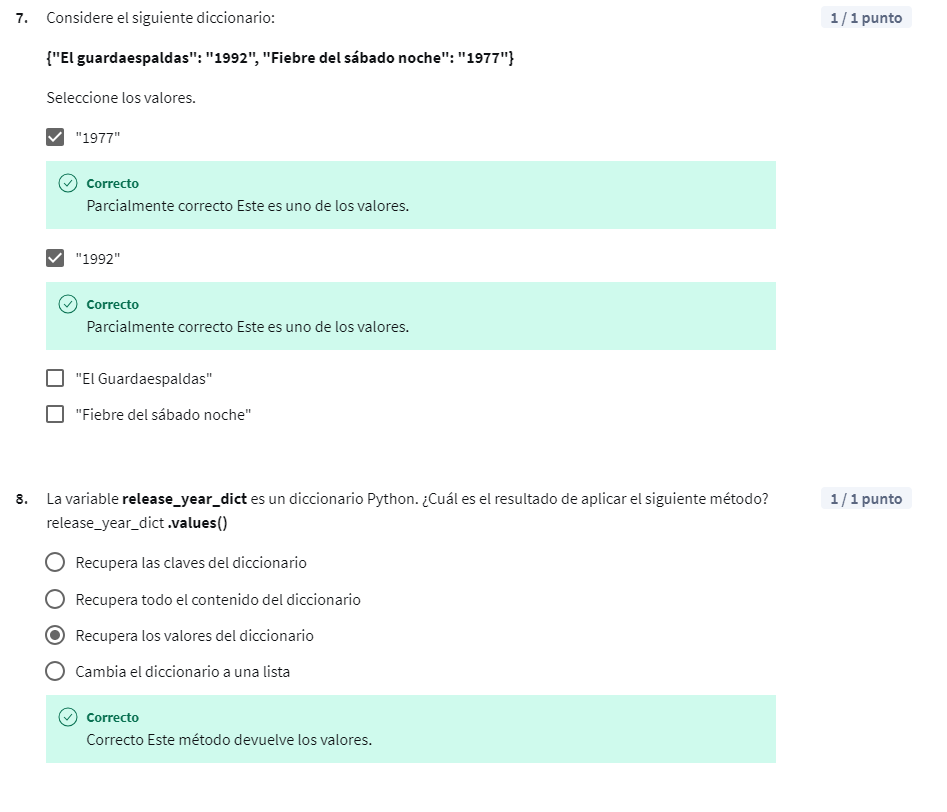 7. Considere el siguiente diccionario: 1 / 1 punto
{"El guardaespaldas": "1992", "Fiebre del sábado noche": "1977"}
Seleccione los valores.
"1977"
Correcto
Parcialmente correcto Este es uno de los valores.
"1992"
Correcto
Parcialmente correcto Este es uno de los valores.
"El Guardaespaldas"
"Fiebre del sábado noche"
8. La variable release_year_dict es un diccionario Python. ¿Cuál es el resultado de aplicar el siguiente método? 1 / 1 punto
release_year_dict .values()
Recupera las claves del diccionario
Recupera todo el contenido del diccionario
Recupera los valores del diccionario
Cambia el diccionario a una lista
Correcto
Correcto Este método devuelve los valores.